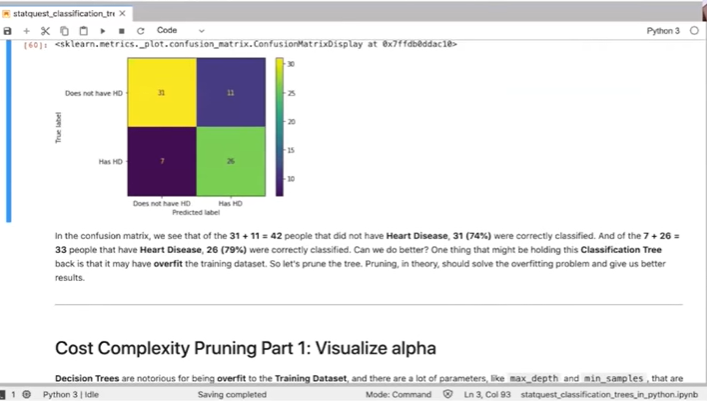 statquest_classification_tre
Code
Python 3
[60]: <sklearn.metrics._plot.confusion_matrix.ConfusionMatrixDisplay at 0x7ffdb0ddac10>
Does not have HD
31
11
Has HD
7
26
True label
Does not have HD
Has HD
Predicted label
30
25
20
15
10
In the confusion matrix, we see that of the 31 + 11 = 42 people that did not have Heart Disease, 31 (74%) were correctly classified. And of the 7 + 26 =
33 people that have Heart Disease, 26 (79%) were correctly classified. Can we do better? One thing that might be holding this Classification Tree
back is that it may have overfit the training dataset. So let's prune the tree. Pruning, in theory, should solve the overfitting problem and give us better
results.
Cost Complexity Pruning Part 1: Visualize alpha
Decision Trees are notorious for being overfit to the Training Dataset, and there are a lot of parameters, like max_depth and min_samples, that are
1
Python 3 | Idle
Saving completed
Mode: Command
Ln 3, Col 93
statquest_classification_trees_in_python.ipynb